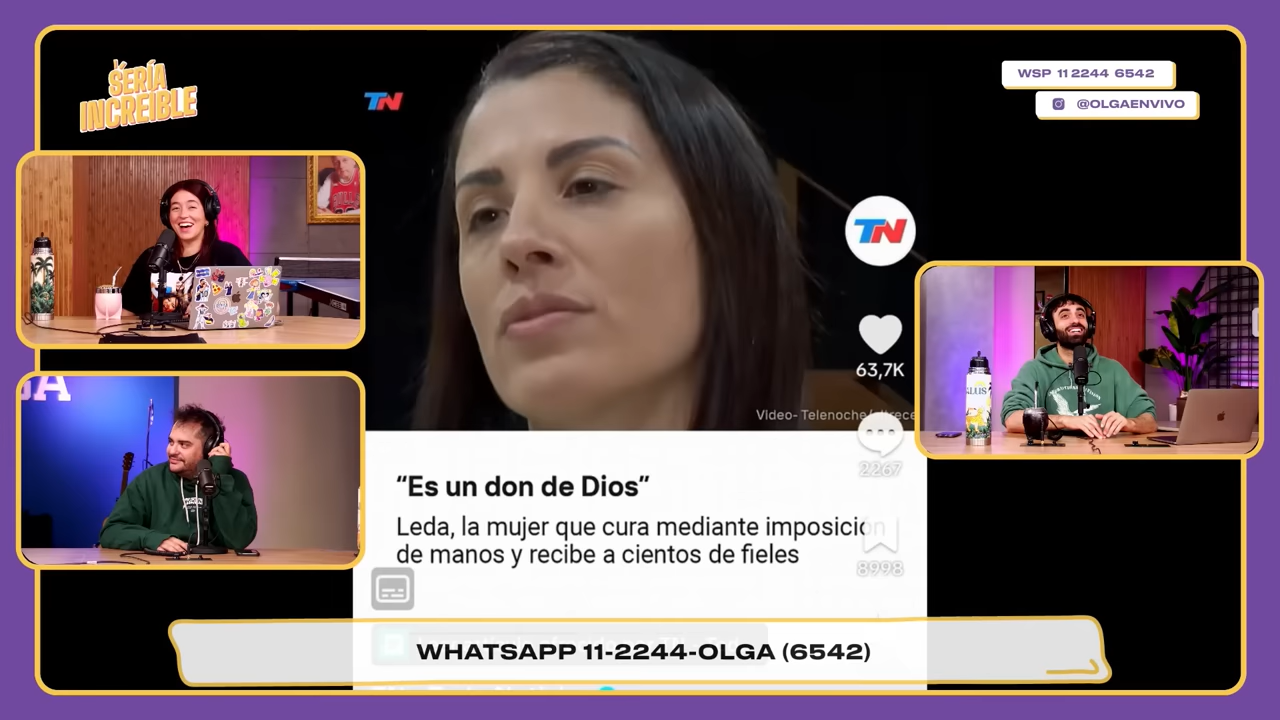 SERÍA
INCREÍBLE
WSP 11 2244 6542
@OLGAENVIVO
TN
TN
63,7K
Video- Telenoche/
2267
"Es un don de Dios"
Leda, la mujer que cura mediante imposición
de manos y recibe a cientos de fieles
8998
WHATSAPP 11-2244-OLGA (6542)